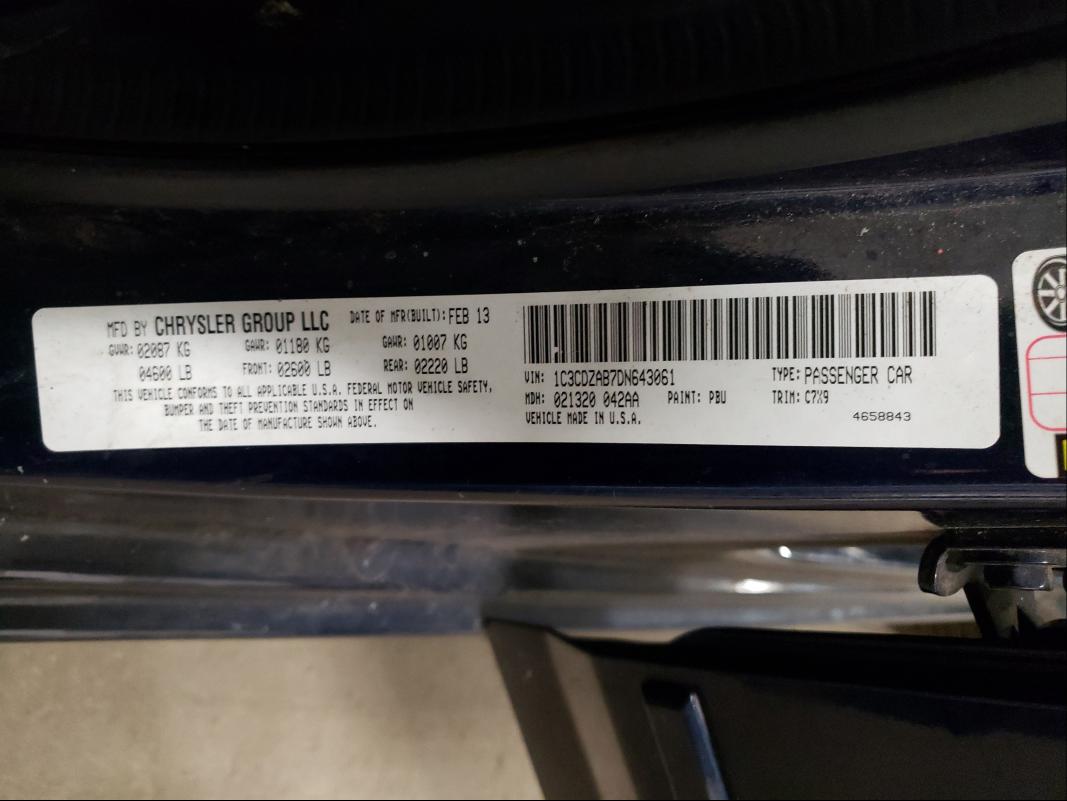 MFD BY CHRYSLER GROUP LLC DATE OF MFR(BUILT): FEB 13
GVWR: 02087 KG GAWR: 01180 KG GAWR: 01007 KG
04600 LB FRONT: 02600 LB REAR: 02220 LB
THIS VEHICLE CONFORMS TO ALL APPLICABLE U.S.A. FEDERAL MOTOR VEHICLE SAFETY,
BUMPER AND THEFT PREVENTION STANDARDS IN EFFECT ON
THE DATE OF MANUFACTURE SHOWN ABOVE.
VIN: 1C3CDZAB7DN643061 TYPE: PASSENGER CAR
MDH: 021320 042AA PAINT: PBU TRIM: C7X9
VEHICLE MADE IN U.S.A. 4658843